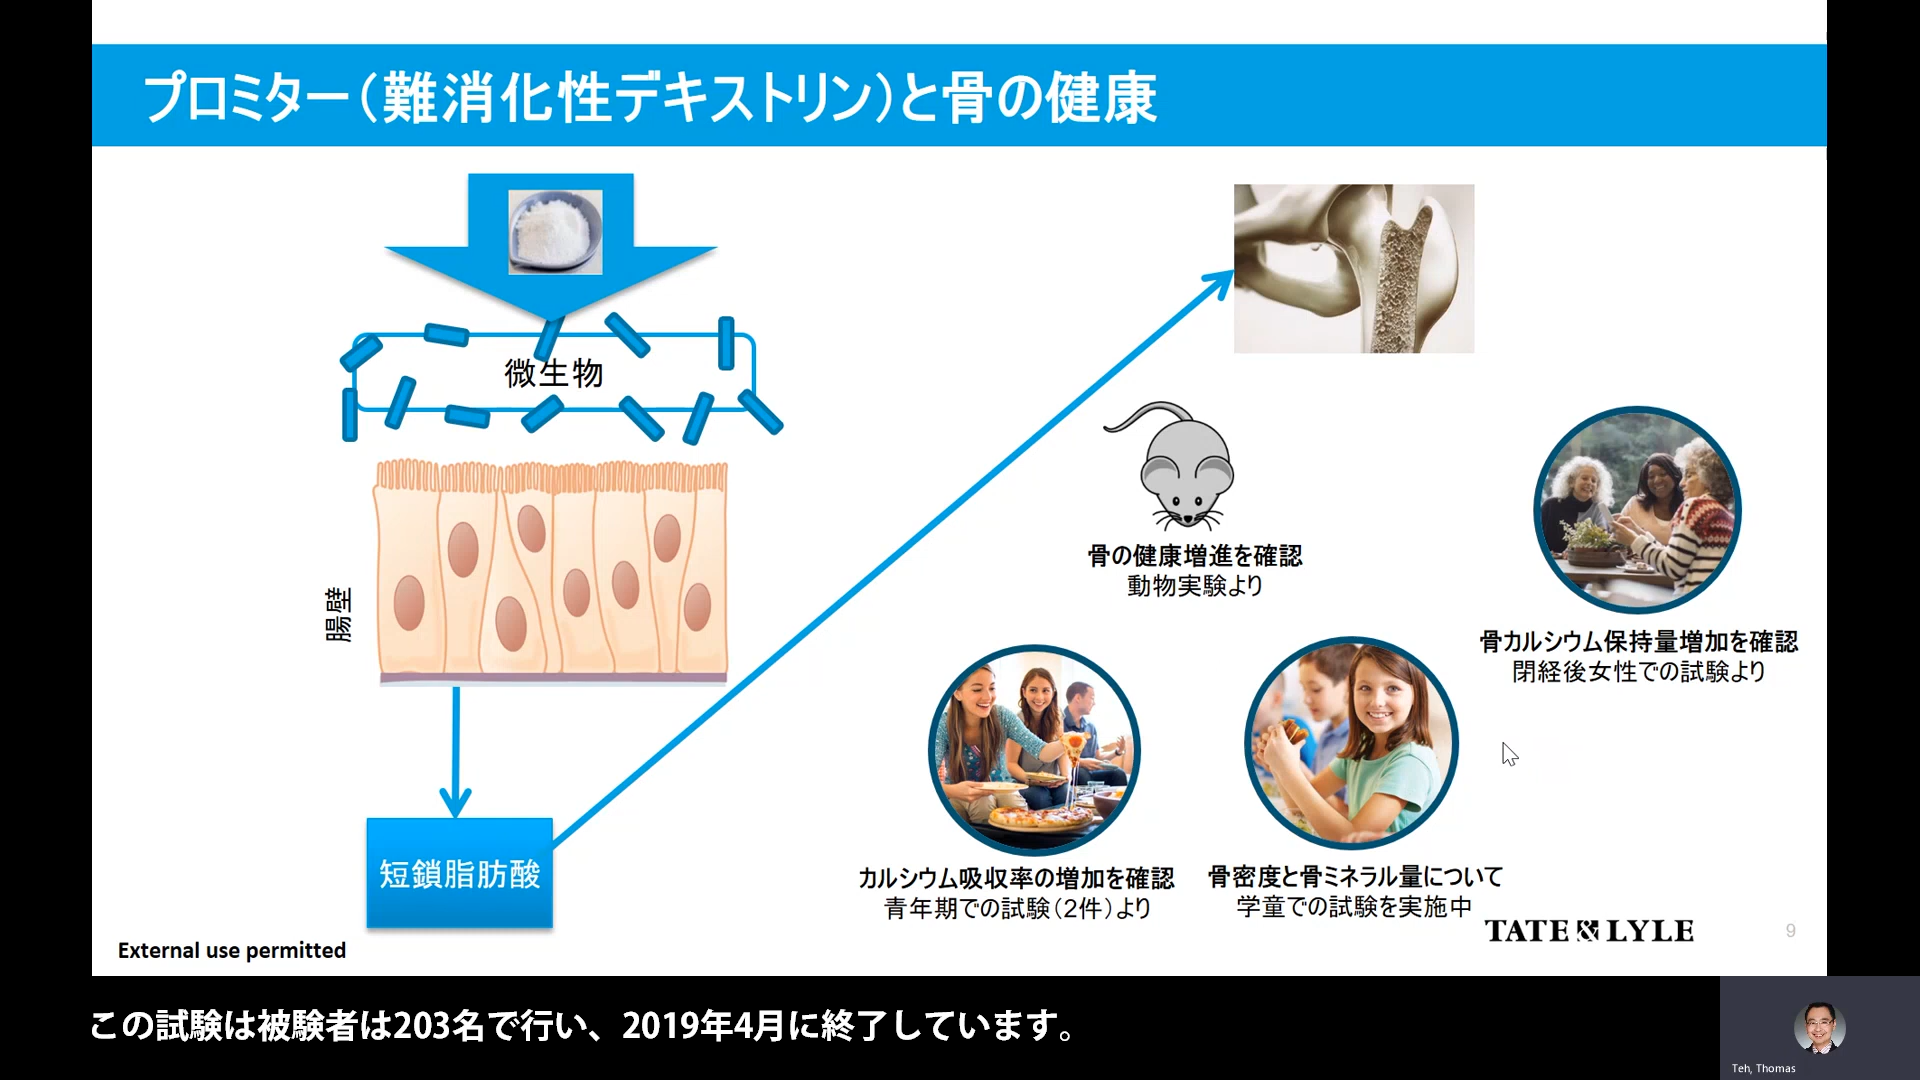 プロミター（難消化性デキストリン）と骨の健康
微生物
腸壁
短鎖脂肪酸
骨の健康増進を確認
動物実験より
骨カルシウム保持量増加を確認
閉経後女性での試験より
カルシウム吸収率の増加を確認
青年期での試験（2件）より
骨密度と骨ミネラル量について
学童での試験を実施中
TATE & LYLE
9
External use permitted
この試験は被験者は203名で行い、2019年4月に終了しています。
Teh, Thomas